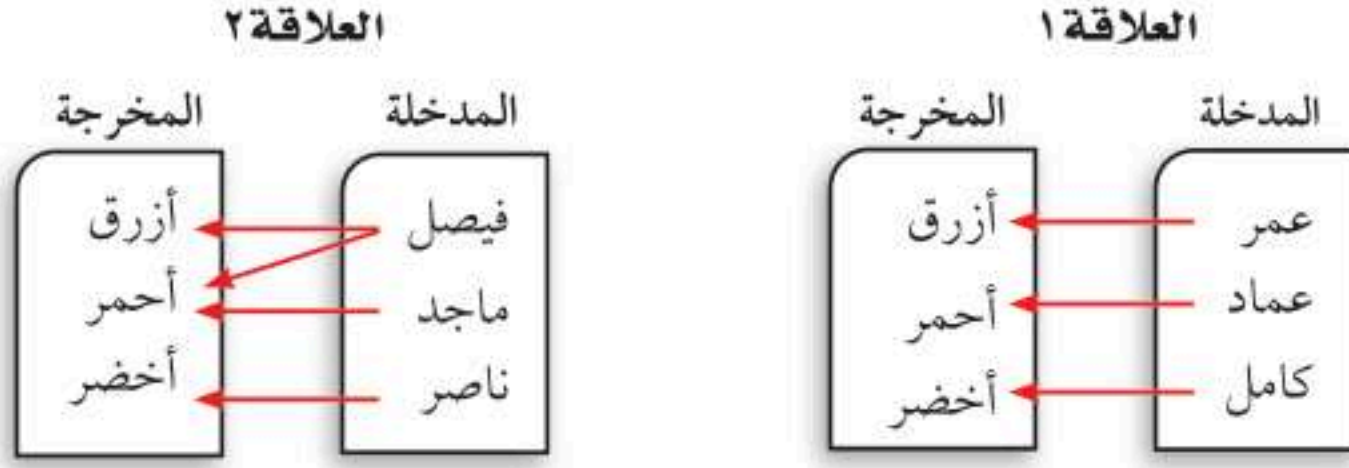 العلاقة ١
المدخلة المخرجة
عمر أزرق
عماد أحمر
كامل أخضر
العلاقة ٢
المدخلة المخرجة
فيصل أزرق
ماجد أحمر
ناصر أخضر